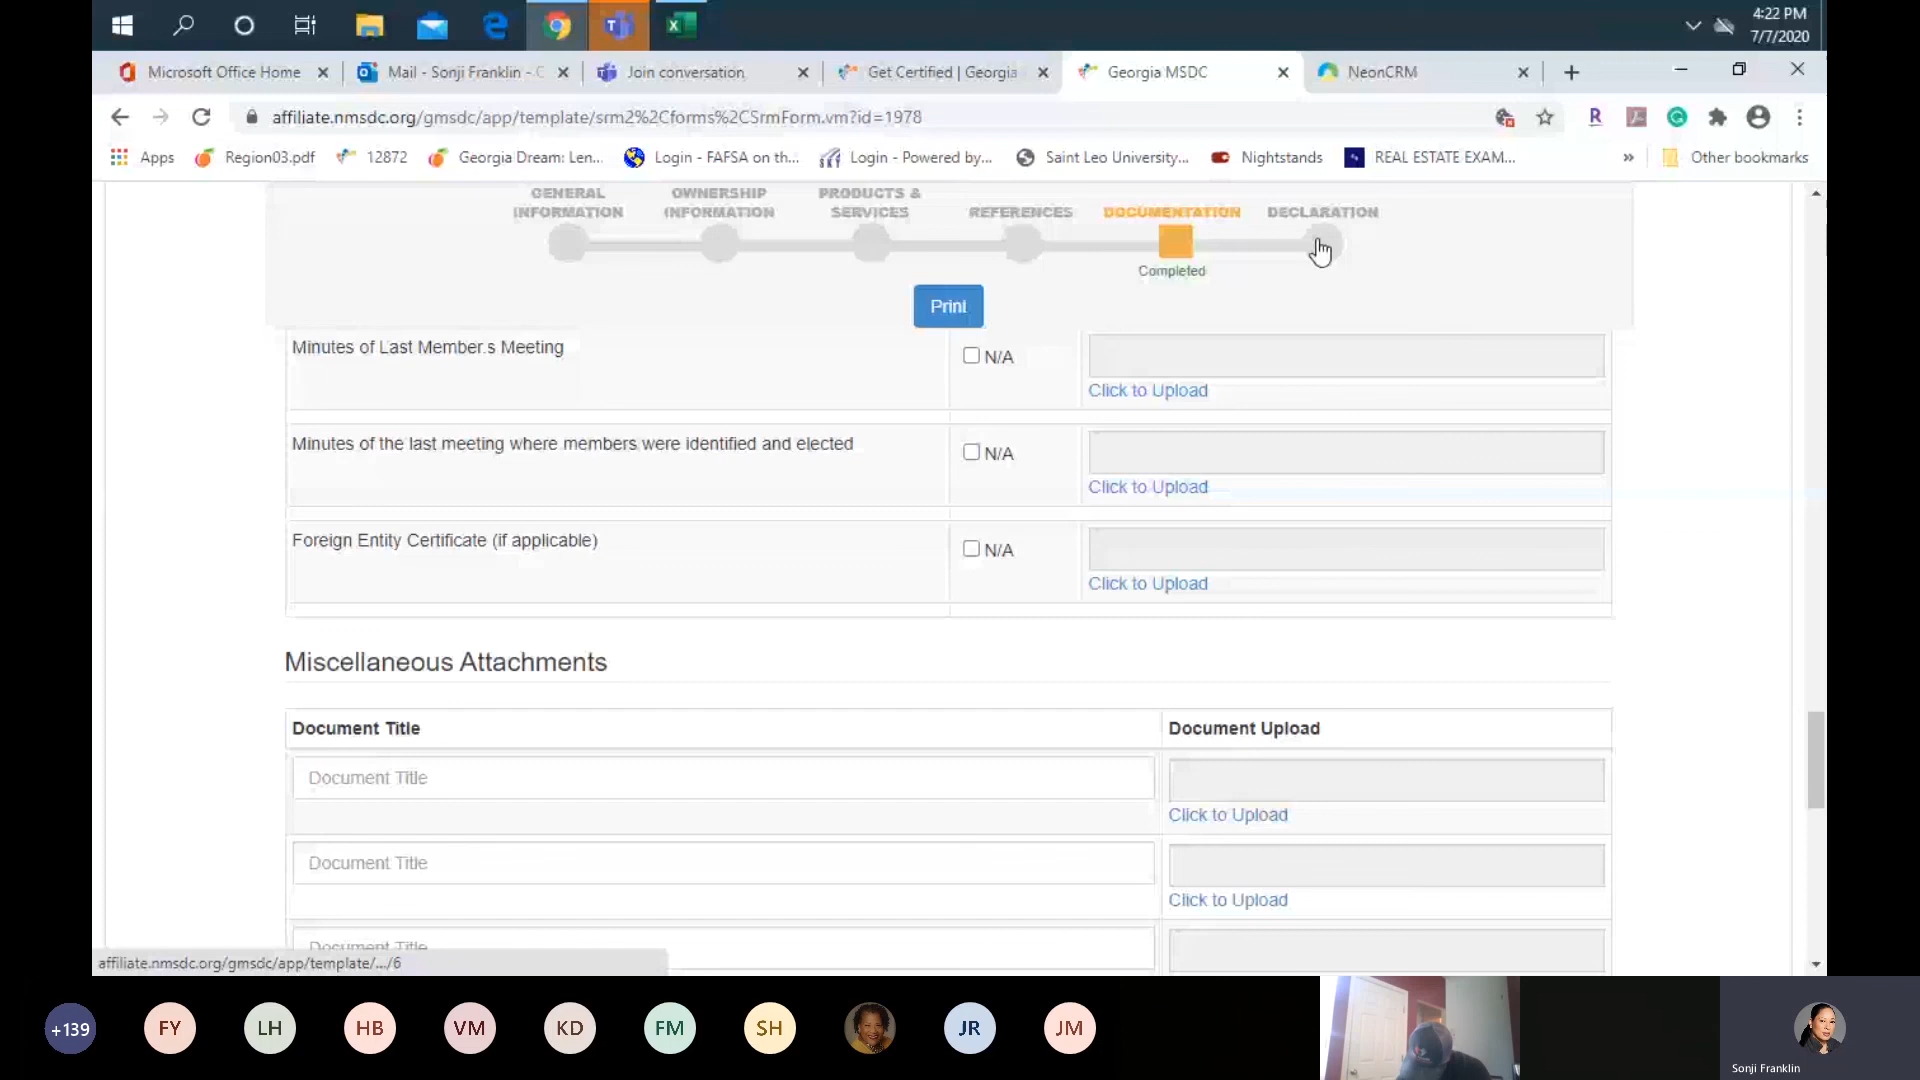 4:22 PM
7/7/2020
Microsoft Office Home
Mail - Sonji Franklin - C
Join conversation
Get Certified | Georgia
Georgia MSDC
NeonCRM
affiliate.nmsdc.org/gmsdc/app/template/srm2%2Cforms%2CSrmForm.vm?id=1978
Apps
Region03.pdf
12872
Georgia Dream: Len...
Login - FAFSA on th...
Login - Powered by...
Saint Leo University...
Nightstands
REAL ESTATE EXAM...
»
Other bookmarks
GENERAL INFORMATION
OWNERSHIP INFORMATION
PRODUCTS & SERVICES
REFERENCES
DOCUMENTATION
DECLARATION
Completed
Print
Minutes of Last Member.s Meeting
N/A
Click to Upload
Minutes of the last meeting where members were identified and elected
N/A
Click to Upload
Foreign Entity Certificate (if applicable)
N/A
Click to Upload
Miscellaneous Attachments
Document Title
Document Upload
Document Title
Click to Upload
Document Title
Click to Upload
Document Title
affiliate.nmsdc.org/gmsdc/app/template/.../6
+139
FY
LH
HB
VM
KD
FM
SH
JR
JM
Sonji Franklin